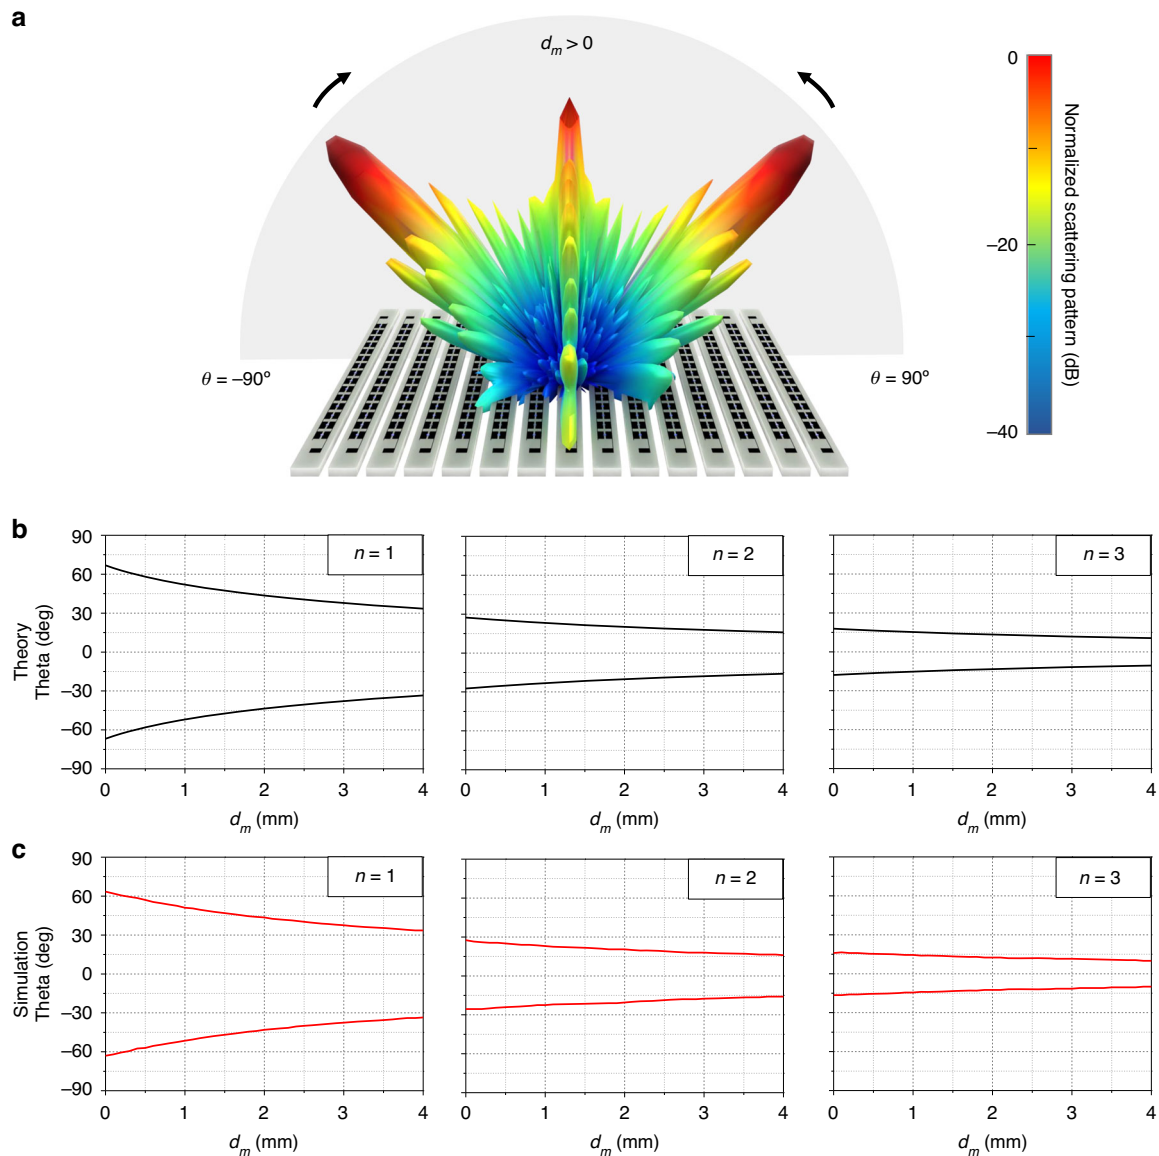 a
d_m > 0
θ = –90°
θ = 90°
0
–20
–40
Normalized scattering pattern (dB)
b
Theory
Theta (deg)
90
60
30
0
–30
–60
–90
n = 1
0 1 2 3 4
d_m (mm)
n = 2
0 1 2 3 4
d_m (mm)
n = 3
0 1 2 3 4
d_m (mm)
c
Simulation
Theta (deg)
90
60
30
0
–30
–60
–90
n = 1
0 1 2 3 4
d_m (mm)
n = 2
0 1 2 3 4
d_m (mm)
n = 3
0 1 2 3 4
d_m (mm)